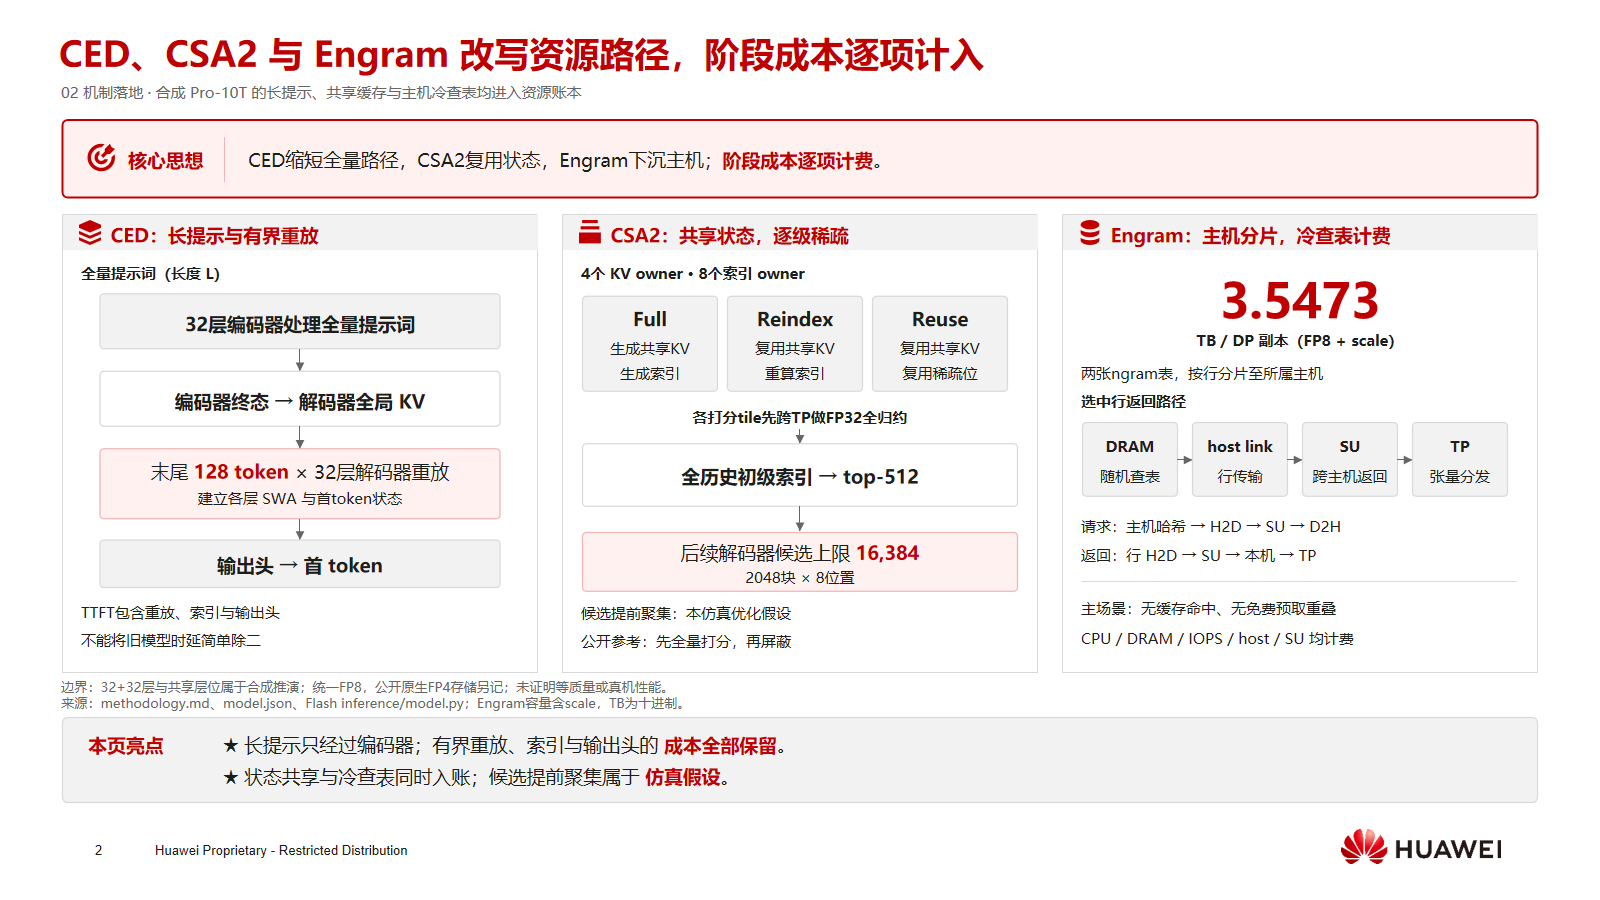 CED、CSA2 与 Engram 改写资源路径，阶段成本逐项计入
02 机制落地 · 合成 Pro-10T 的长提示、共享缓存与主机冷查表均进入资源账本
核心思想
CED缩短全量路径，CSA2复用状态，Engram下沉主机；阶段成本逐项计费。
CED：长提示与有界重放
全量提示词（长度 L）
32层编码器处理全量提示词
编码器终态 → 解码器全局 KV
末尾 128 token × 32层解码器重放
建立各层 SWA 与首token状态
输出头 → 首 token
TTFT包含重放、索引与输出头
不能将旧模型时延简单除二
CSA2：共享状态，逐级稀疏
4个 KV owner • 8个索引 owner
Full
生成共享KV
生成索引
Reindex
复用共享KV
重算索引
Reuse
复用共享KV
复用稀疏位
各打分tile先跨TP做FP32全归约
全历史初级索引 → top-512
后续解码器候选上限 16,384
2048块 × 8位置
候选提前聚集：本仿真优化假设
公开参考：先全量打分，再屏蔽
Engram：主机分片，冷查表计费
3.5473
TB / DP 副本（FP8 + scale）
两张ngram表，按行分片至所属主机
选中行返回路径
DRAM
随机查表
host link
行传输
SU
跨主机返回
TP
张量分发
请求：主机哈希 → H2D → SU → D2H
返回：行 H2D → SU → 本机 → TP
主场景：无缓存命中、无免费预取重叠
CPU / DRAM / IOPS / host / SU 均计费
边界：32+32层与共享层位属于合成推演；统一FP8，公开原生FP4存储另记；未证明等质量或真机性能。
来源：methodology.md、model.json、Flash inference/model.py；Engram容量含scale，TB为十进制。
本页亮点
★ 长提示只经过编码器；有界重放、索引与输出头的 成本全部保留。
★ 状态共享与冷查表同时入账；候选提前聚集属于 仿真假设。
2
Huawei Proprietary - Restricted Distribution
HUAWEI